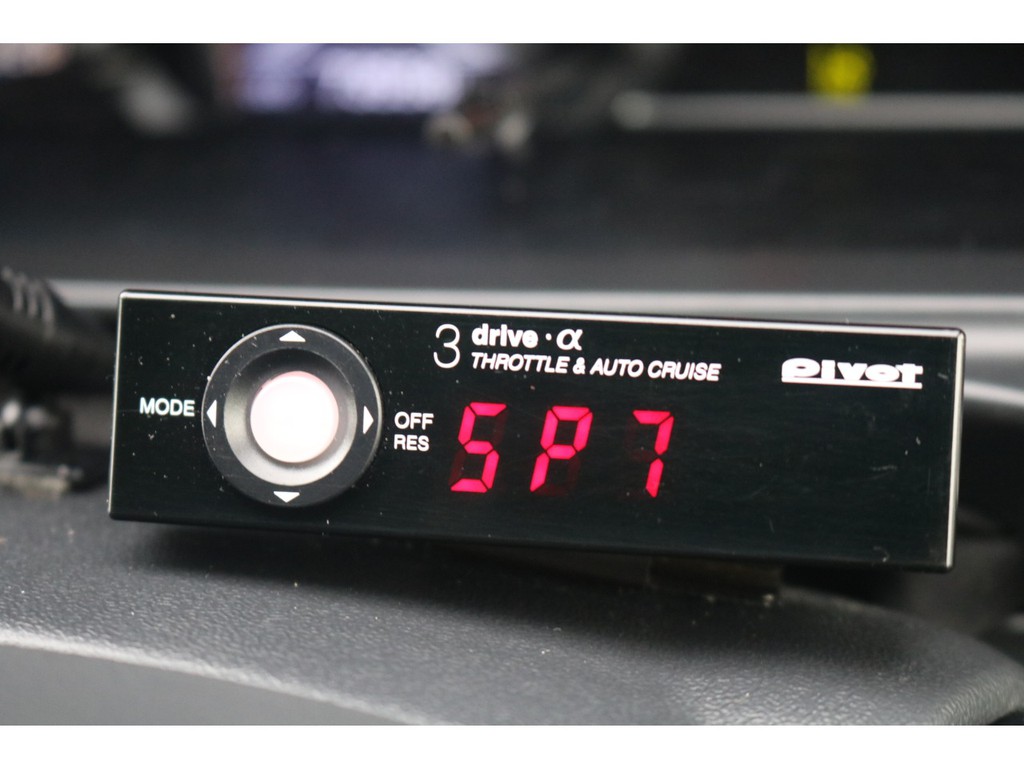 3 drive·α
THROTTLE & AUTO CRUISE
Pivot
MODE
OFF
RES
SP7